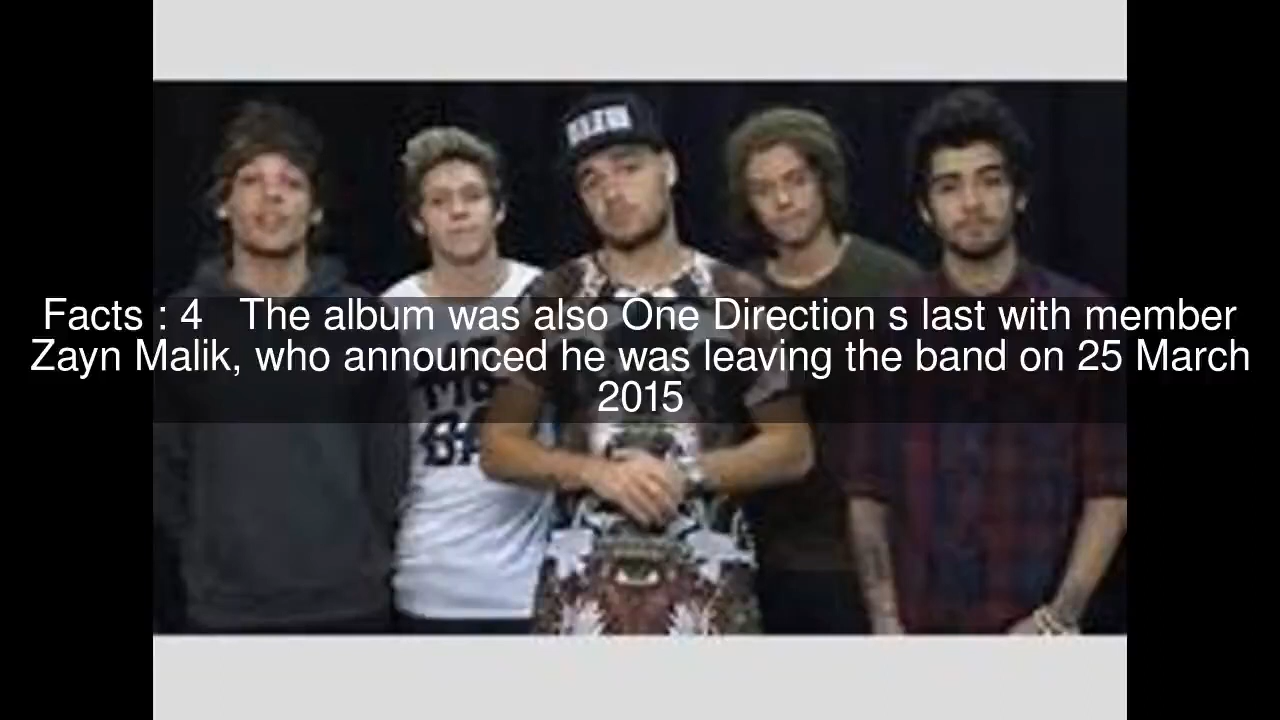 Facts : 4   The album was also One Direction s last with member
Zayn Malik, who announced he was leaving the band on 25 March
2015